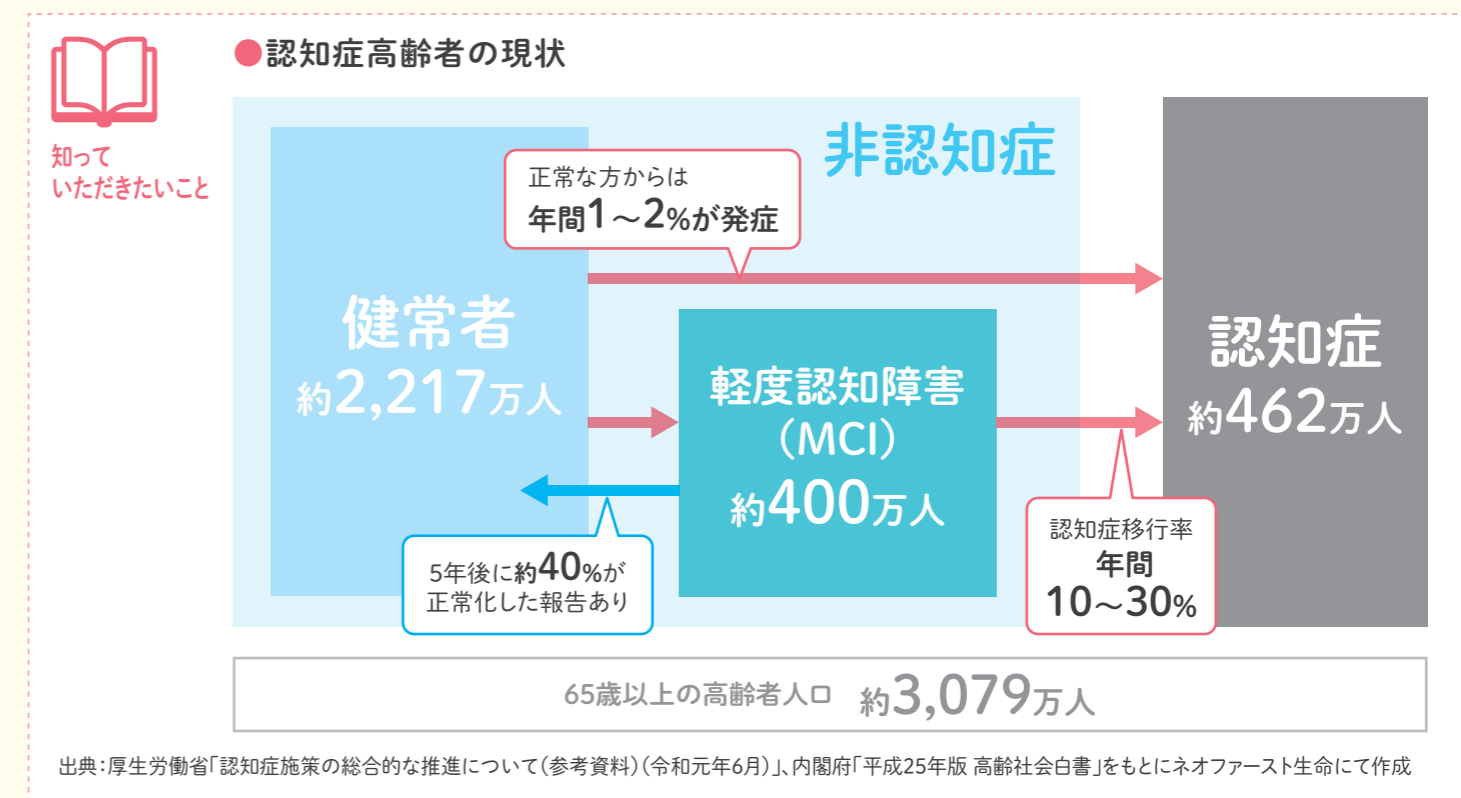 知って
いただきたいこと
●認知症高齢者の現状
非認知症
正常な方からは
年間1~2%が発症
健常者
約2,217万人
軽度認知障害
(MCI)
約400万人
認知症
約462万人
5年後に約40%が
正常化した報告あり
認知症移行率
年間
10~30%
65歳以上の高齢者人口 約3,079万人
出典:厚生労働省「認知症施策の総合的な推進について(参考資料)(令和元年6月)」、内閣府「平成25年版 高齢社会白書」をもとにネオファースト生命にて作成